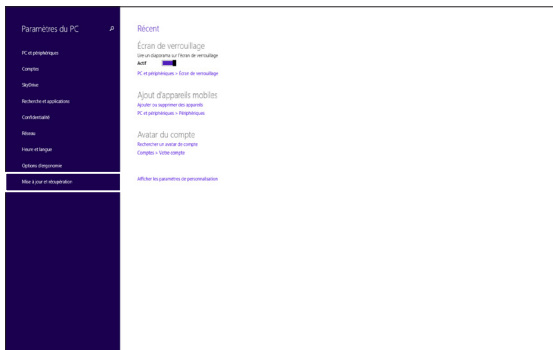 Paramètres du PC
PC et périphériques
Comptes
SkyDrive
Recherche et applications
Confidentialité
Réseau
Heure et langue
Options d'ergonomie
Mise à jour et récupération
Récent
Écran de verrouillage
Lire un diaporama sur l'écran de verrouillage
Actif
PC et périphériques > Écran de verrouillage
Ajout d'appareils mobiles
Ajouter ou supprimer des appareils
PC et périphériques > Périphériques
Avatar du compte
Rechercher un avatar de compte
Comptes > Votre compte
Afficher les paramètres de personnalisation